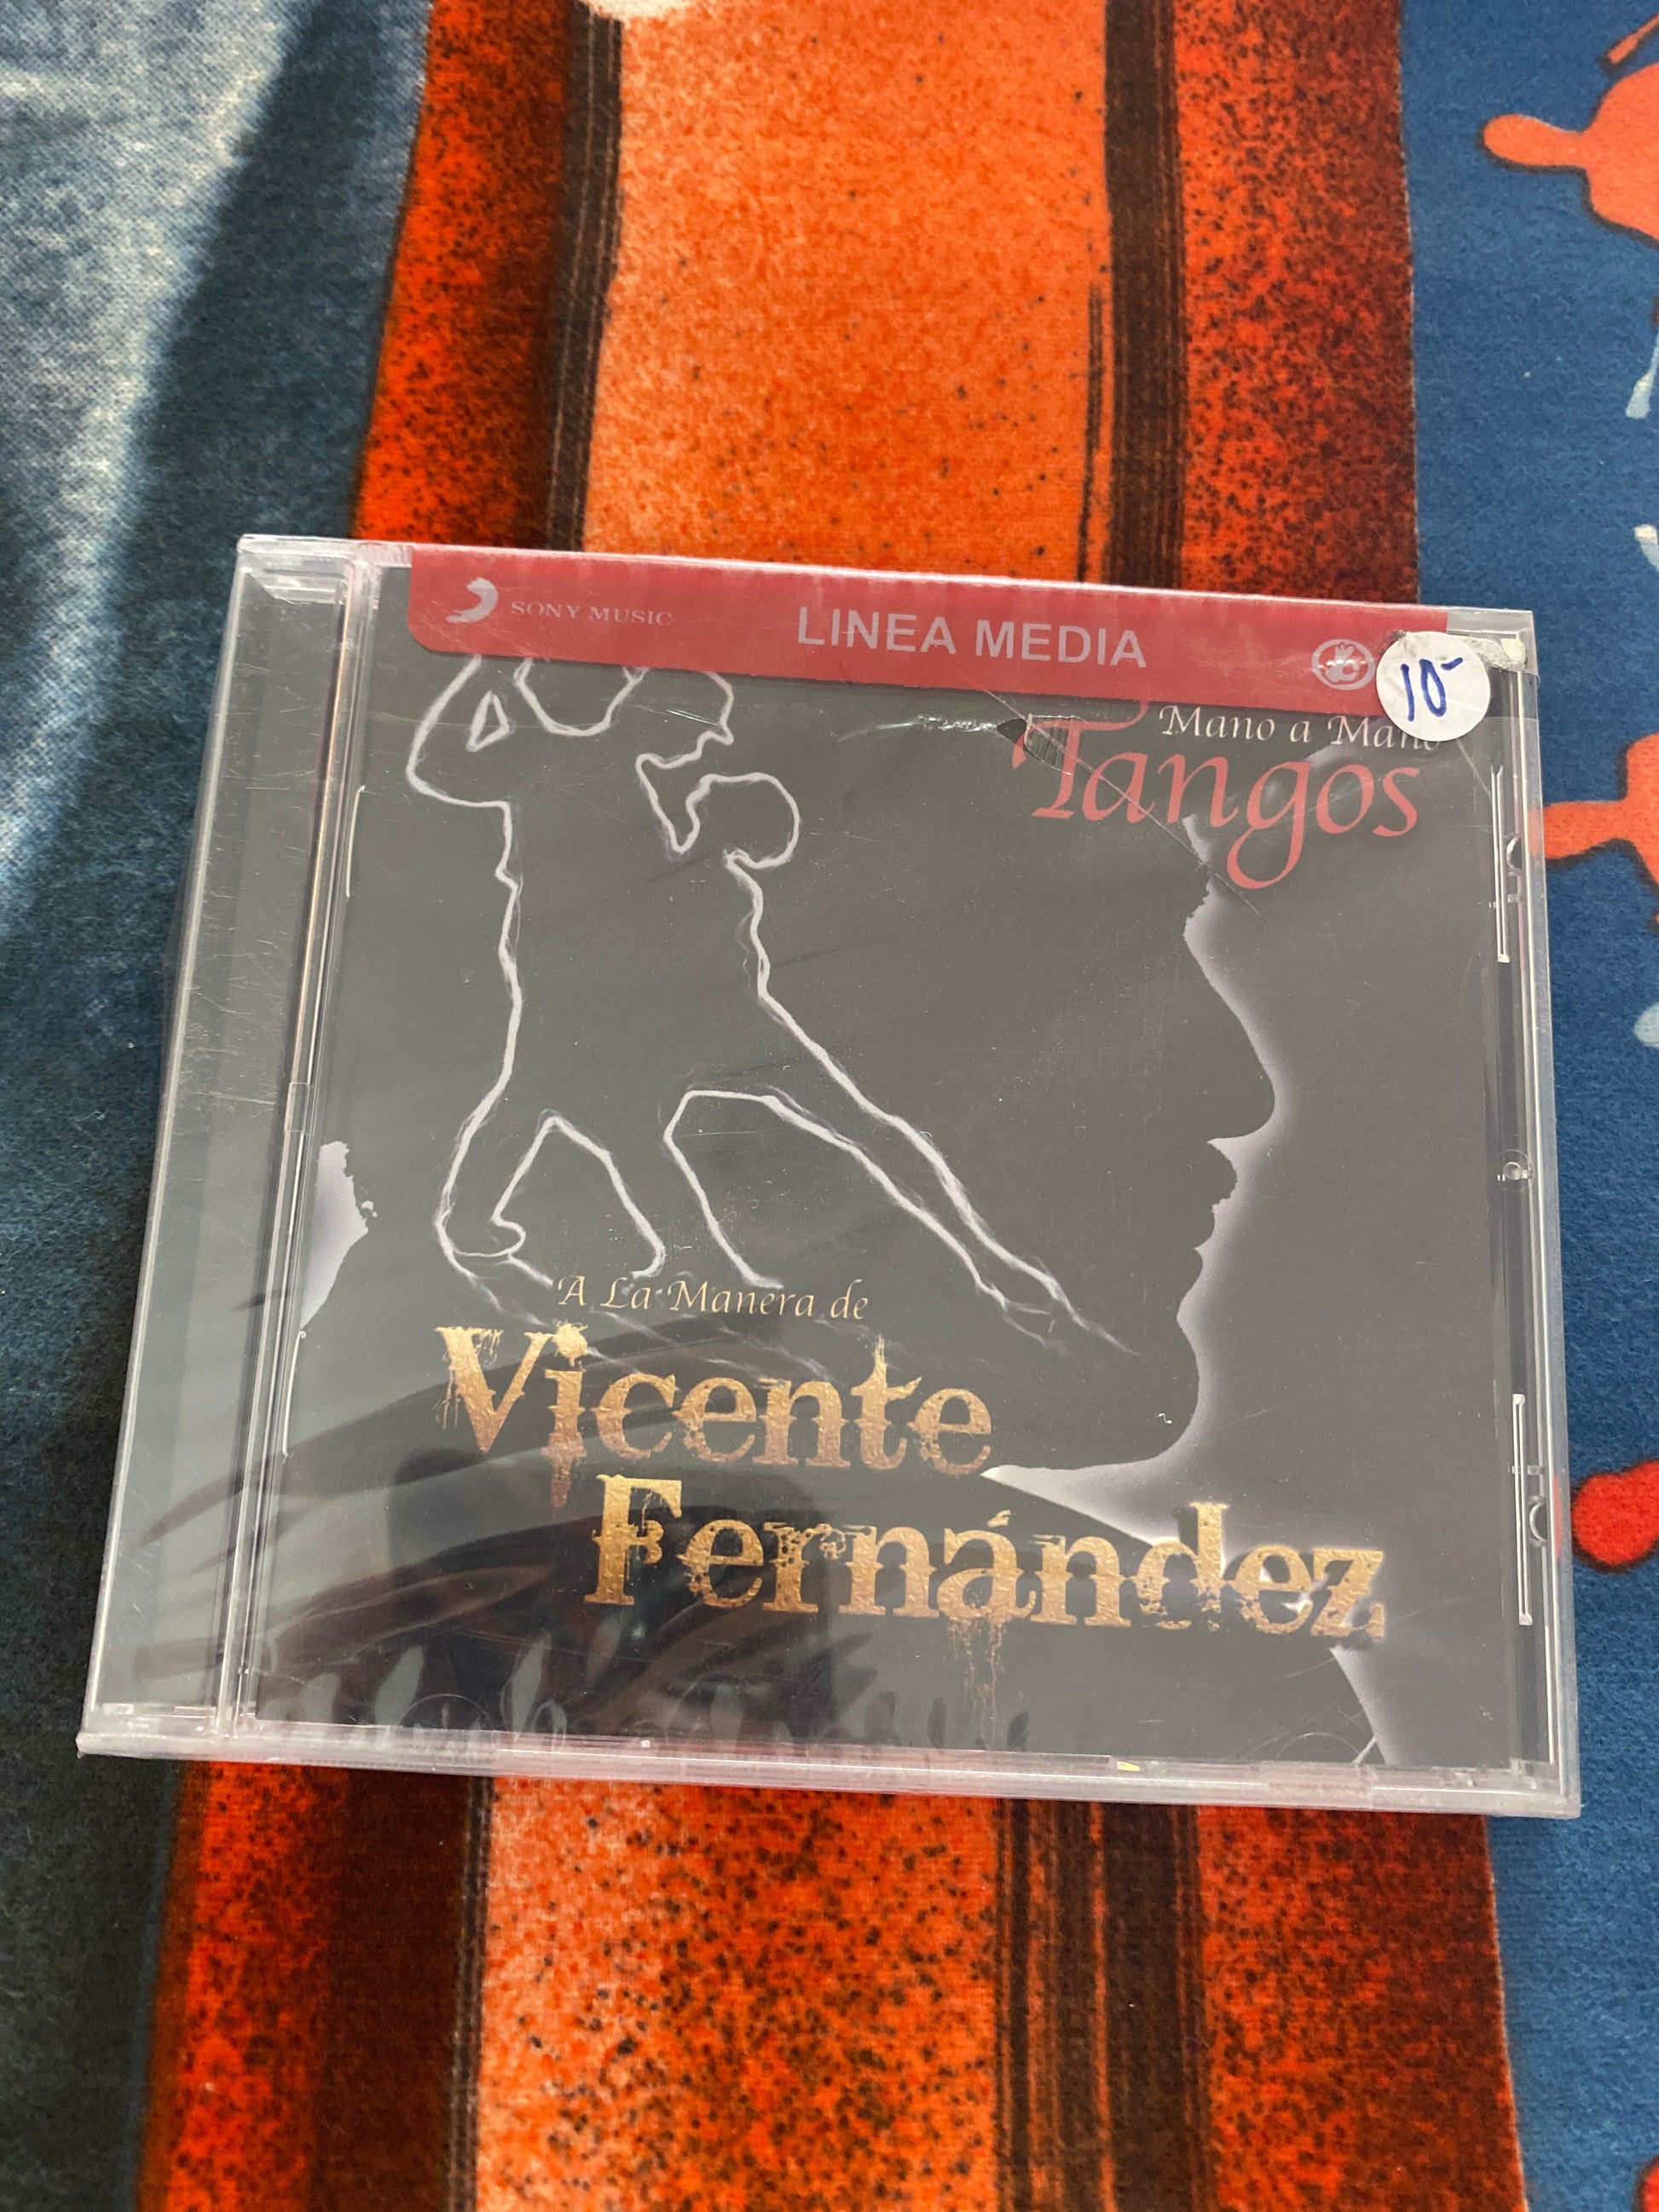 SONY MUSIC
LINEA MEDIA
10-
Mano a Mano
Tangos
A La Manera de
Vicente
Fernández